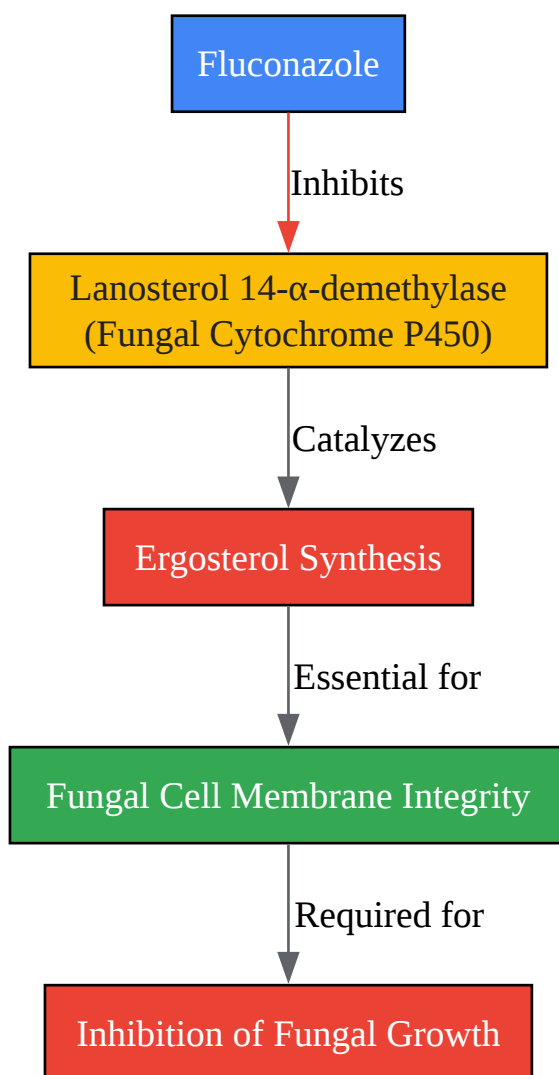 Fluconazole
Inhibits
Lanosterol 14-α-demethylase
(Fungal Cytochrome P450)
Catalyzes
Ergosterol Synthesis
Essential for
Fungal Cell Membrane Integrity
Required for
Inhibition of Fungal Growth